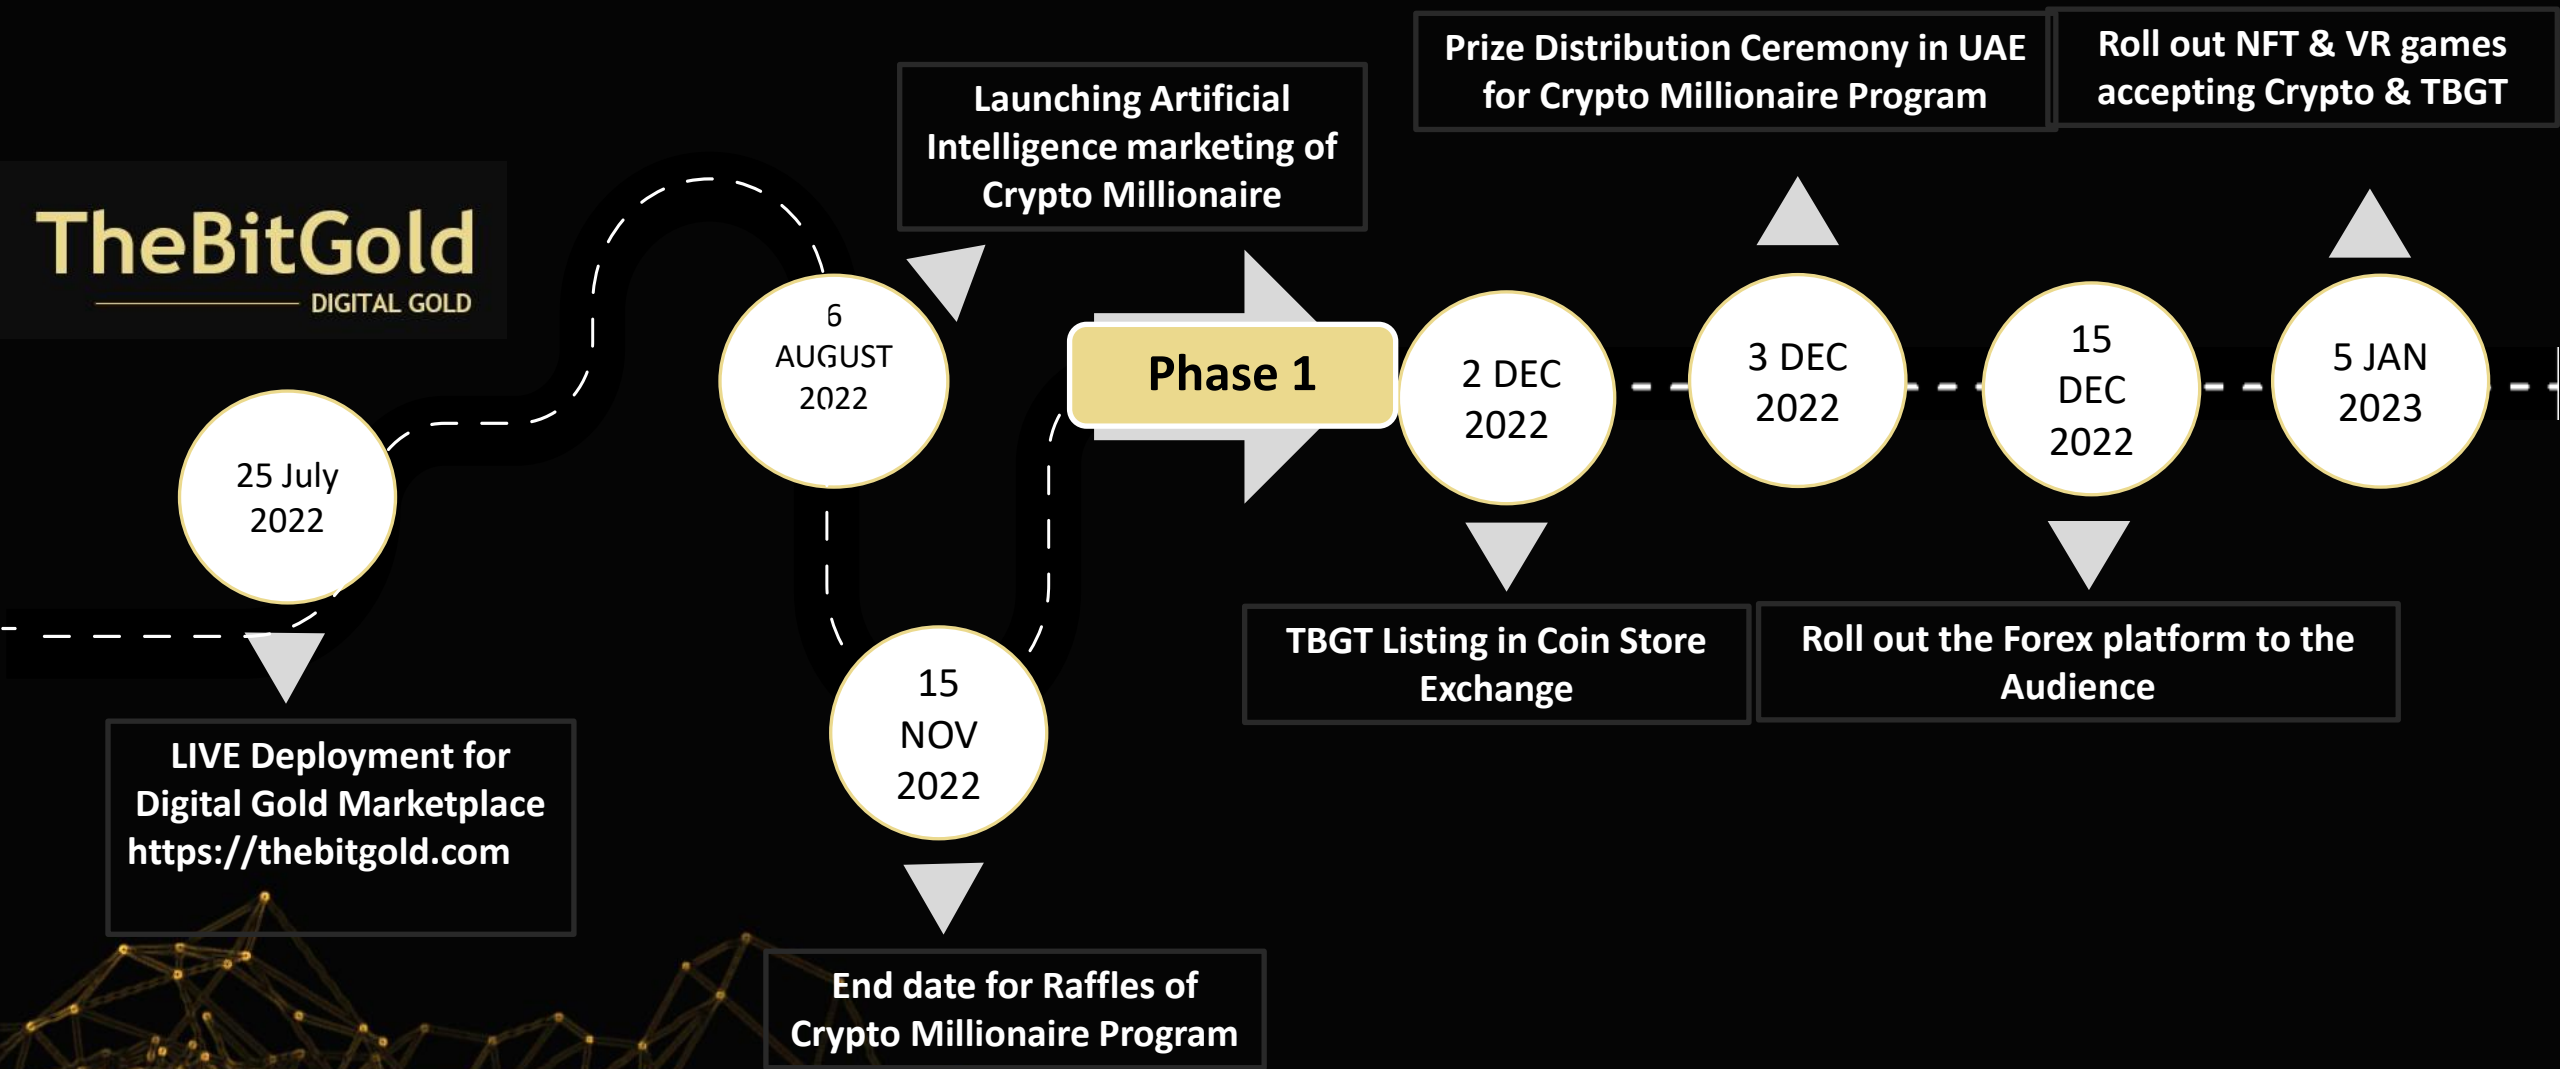 TheBitGold
DIGITAL GOLD
25 July
2022
LIVE Deployment for
Digital Gold Marketplace
https://thebitgold.com
6
AUGUST
2022
Launching Artificial
Intelligence marketing of
Crypto Millionaire
15
NOV
2022
End date for Raffles of
Crypto Millionaire Program
Phase 1
2 DEC
2022
TBGT Listing in Coin Store
Exchange
3 DEC
2022
Prize Distribution Ceremony in UAE
for Crypto Millionaire Program
15
DEC
2022
Roll out the Forex platform to the
Audience
5 JAN
2023
Roll out NFT & VR games
accepting Crypto & TBGT